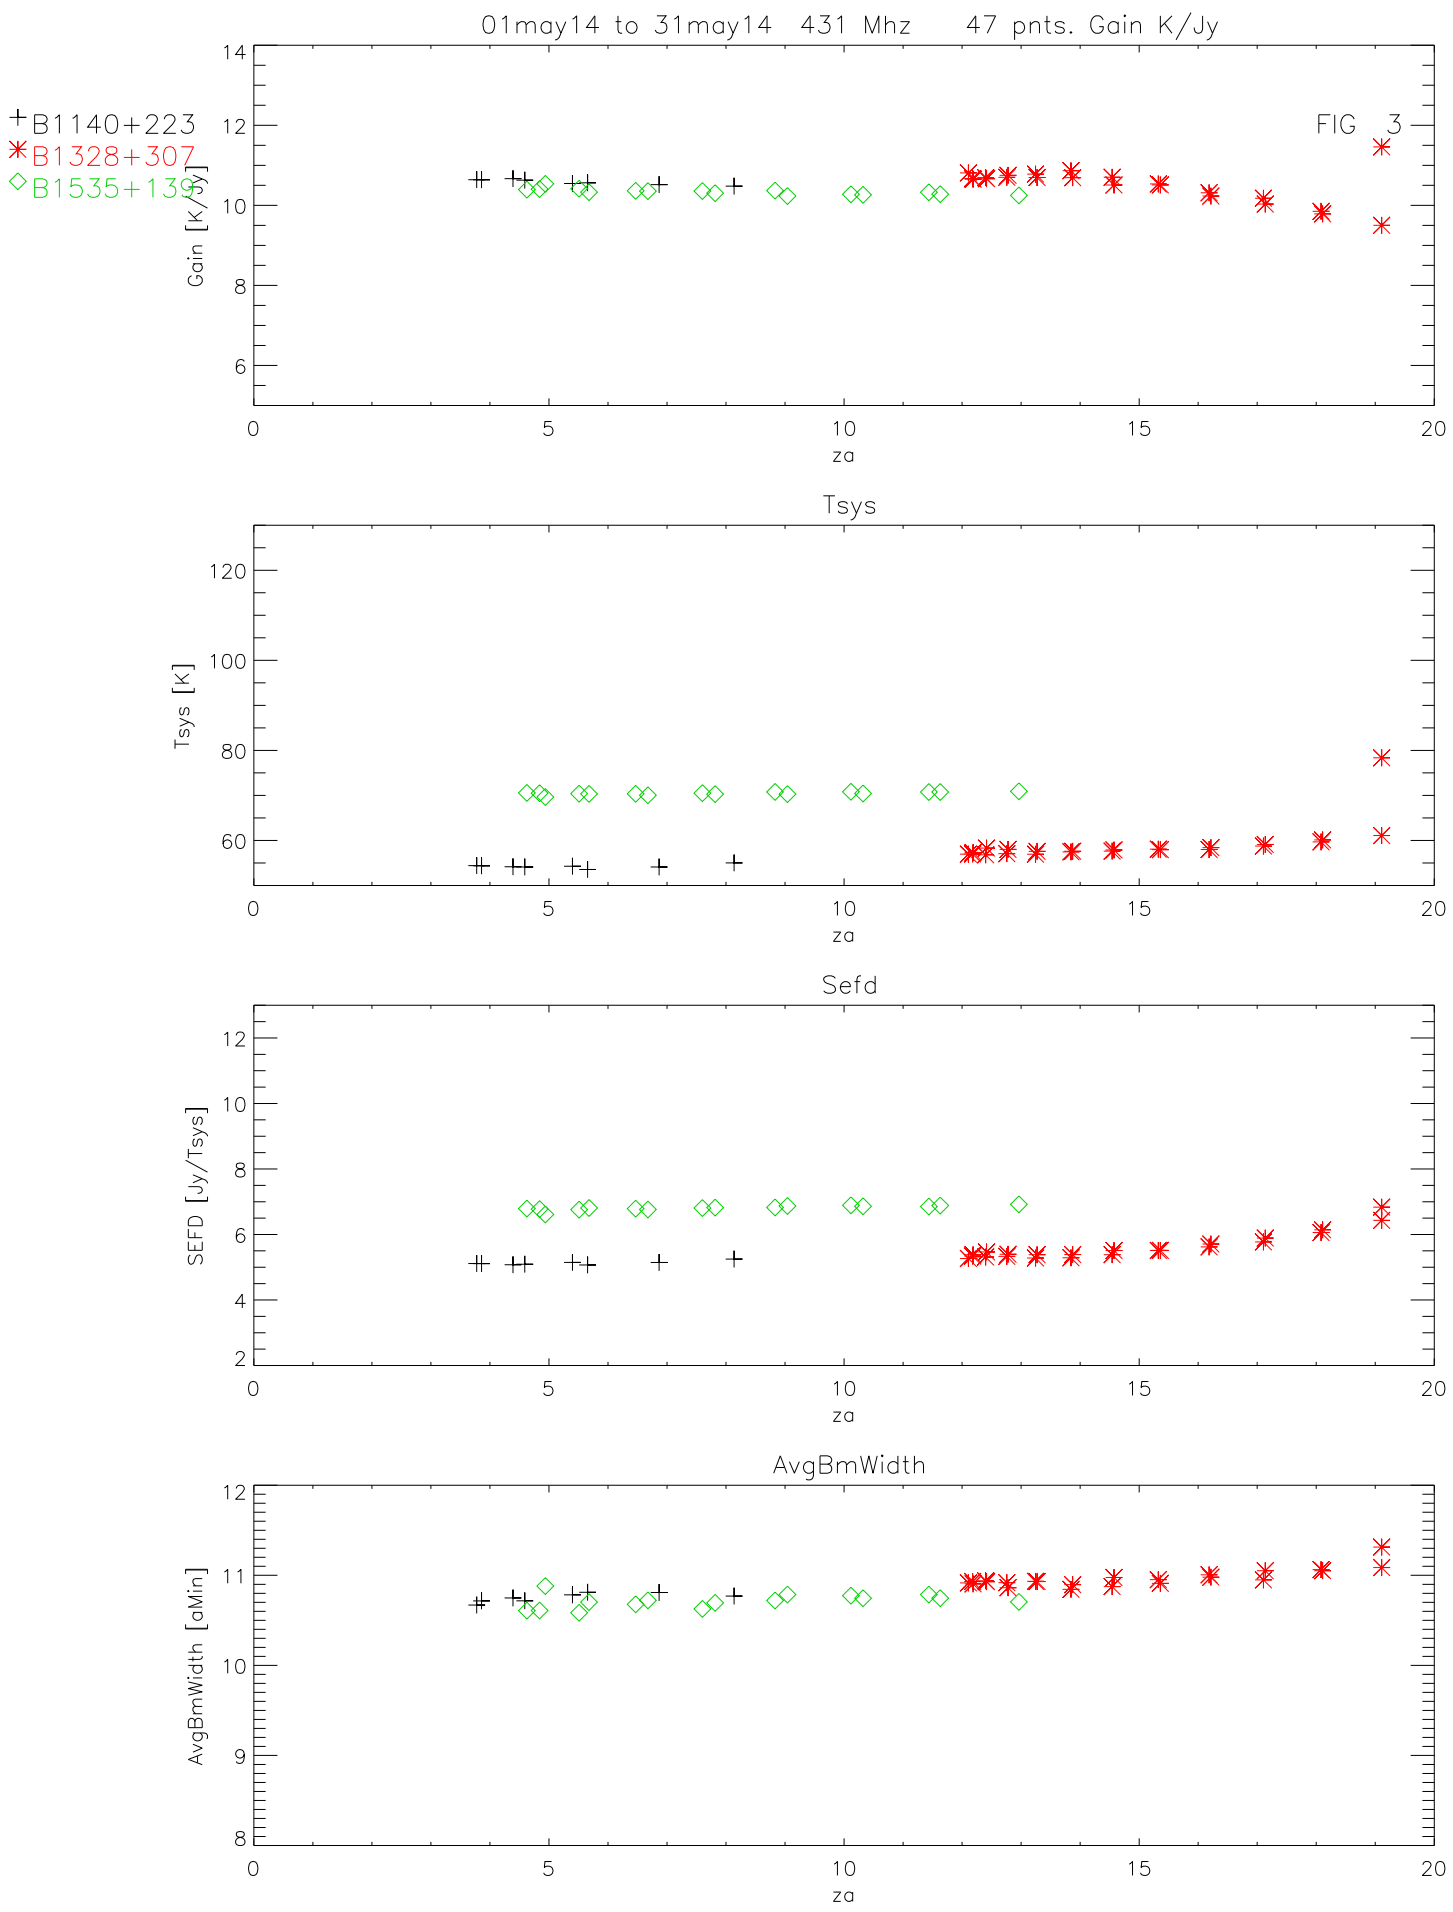 01may14 to 31may14 431 Mhz 47 pnts. Gain K/Jy
B1140+223
B1328+307
B1535+139
FIG 3
Gain [K/Jy]
14
12
10
8
6
0 5 10 15 20
za
Tsys
Tsys [K]
120
100
80
60
0 5 10 15 20
za
Sefd
SEFD [Jy/Tsys]
12
10
8
6
4
2
0 5 10 15 20
za
AvgBmWidth
AvgBmWidth [aMin]
12
11
10
9
8
0 5 10 15 20
za